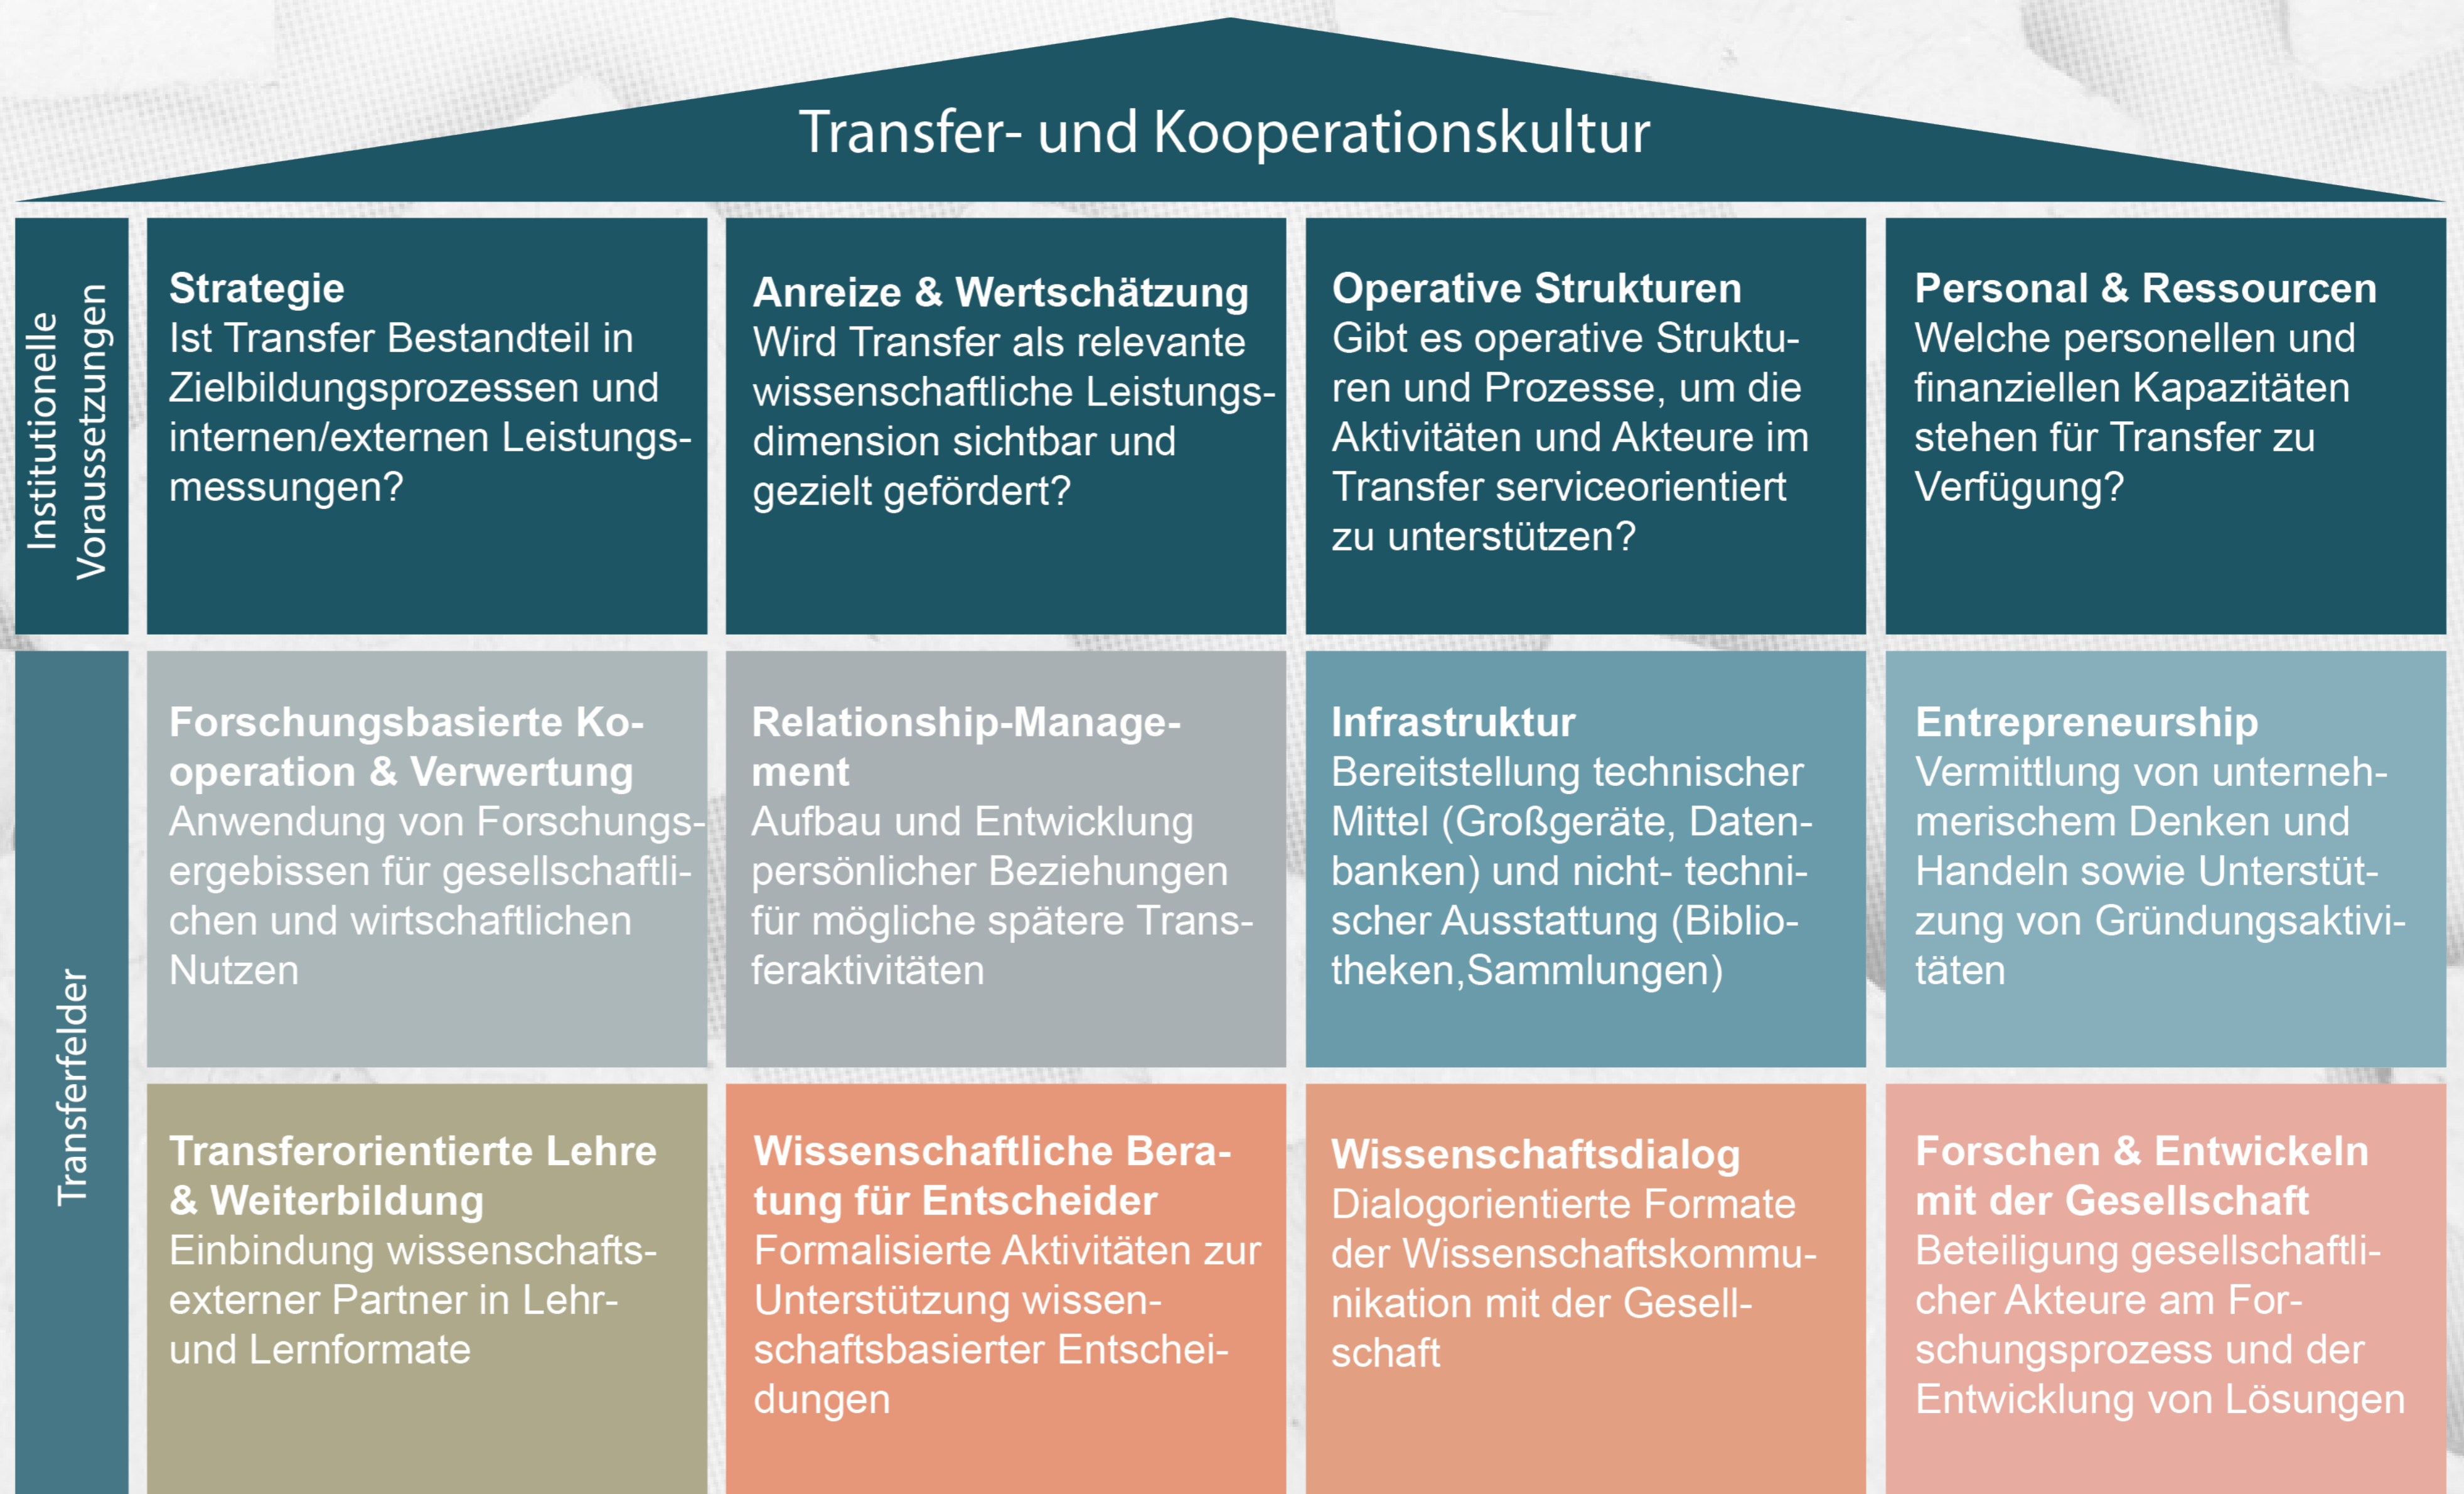 Transfer- und Kooperationskultur
Institutionelle
Voraussetzungen
Strategie
Ist Transfer Bestandteil in
Zielbildungsprozessen und
internen/externen Leistungs-
messungen?
Anreize & Wertschätzung
Wird Transfer als relevante
wissenschaftliche Leistungs-
dimension sichtbar und
gezielt gefördert?
Operative Strukturen
Gibt es operative Struktu-
ren und Prozesse, um die
Aktivitäten und Akteure im
Transfer serviceorientiert
zu unterstützen?
Personal & Ressourcen
Welche personellen und
finanziellen Kapazitäten
stehen für Transfer zu
Verfügung?
Transferfelder
Forschungsbasierte Ko-
operation & Verwertung
Anwendung von Forschungs-
ergebissen für gesellschaftli-
chen und wirtschaftlichen
Nutzen
Relationship-Manage-
ment
Aufbau und Entwicklung
persönlicher Beziehungen
für mögliche spätere Trans-
feraktivitäten
Infrastruktur
Bereitstellung technischer
Mittel (Großgeräte, Daten-
banken) und nicht- techni-
scher Ausstattung (Biblio-
theken,Sammlungen)
Entrepreneurship
Vermittlung von unterneh-
merischem Denken und
Handeln sowie Unterstüt-
zung von Gründungsaktivi-
täten
Transferorientierte Lehre
& Weiterbildung
Einbindung wissenschafts-
externer Partner in Lehr-
und Lernformate
Wissenschaftliche Bera-
tung für Entscheider
Formalisierte Aktivitäten zur
Unterstützung wissen-
schaftsbasierter Entschei-
dungen
Wissenschaftsdialog
Dialogorientierte Formate
der Wissenschaftskommu-
nikation mit der Gesell-
schaft
Forschen & Entwickeln
mit der Gesellschaft
Beteiligung gesellschaftli-
cher Akteure am For-
schungsprozess und der
Entwicklung von Lösungen